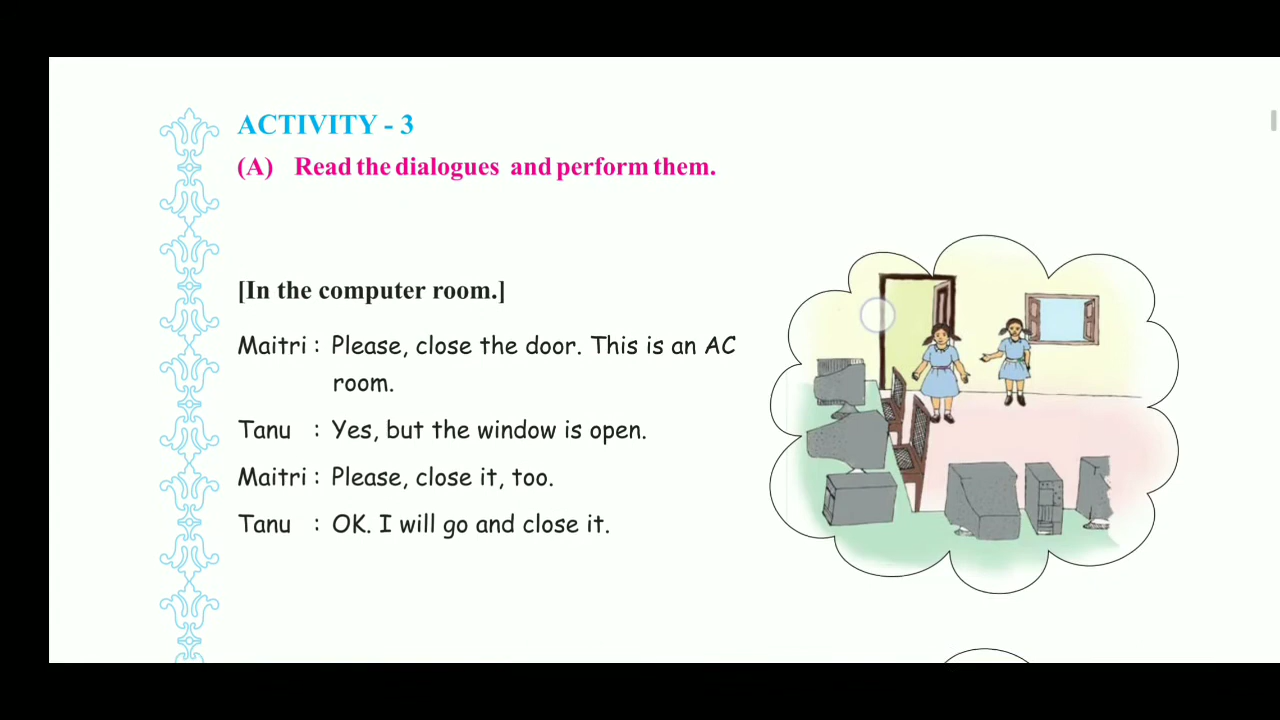 ACTIVITY - 3
(A) Read the dialogues and perform them.
[In the computer room.]
Maitri : Please, close the door. This is an AC
room.
Tanu : Yes, but the window is open.
Maitri : Please, close it, too.
Tanu : OK. I will go and close it.